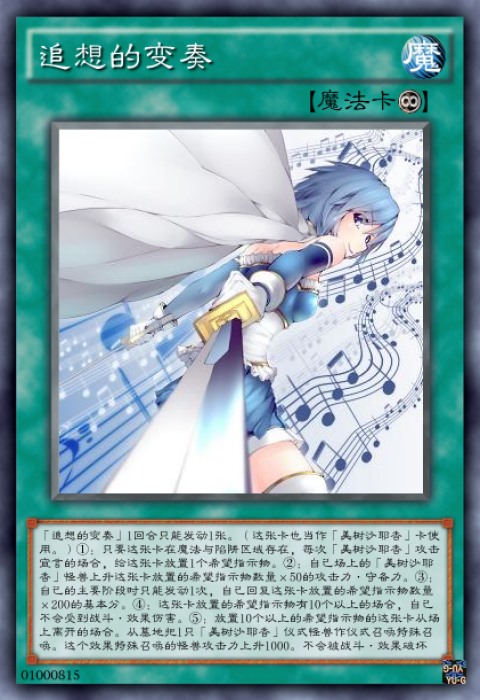 追想的变奏
魔
【魔法卡】
「追想的变奏」1回合只能发动1张。（这张卡也当作「美树沙耶香」卡使
用。）①：只要这张卡在魔法与陷阱区域存在，每次「美树沙耶香」攻击
宣言的场合，给这张卡放置1个希望指示物。②：自己场上的「美树沙耶
香」怪兽上升这张卡放置的希望指示物数量×50的攻击力·守备力。③：
自己的主要阶段时只能发动1次，自己回复这张卡放置的希望指示物数量
×200的基本分。④：这张卡放置的希望指示物有10个以上的场合，自己
不会受到战斗·效果伤害。⑤：放置10个以上的希望指示物的这张卡从场
上离开的场合。从墓地把1只「美树沙耶香」仪式怪兽作仪式召唤特殊召
唤。这个效果特殊召唤的怪兽攻击力上升1000。不会被战斗·效果破坏
01000815